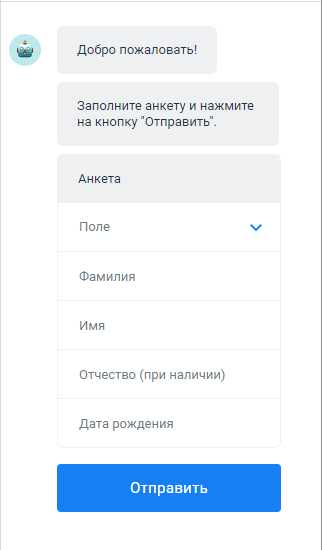 Добро пожаловать!
Заполните анкету и нажмите
на кнопку "Отправить".
Анкета
Поле
Фамилия
Имя
Отчество (при наличии)
Дата рождения
Отправить